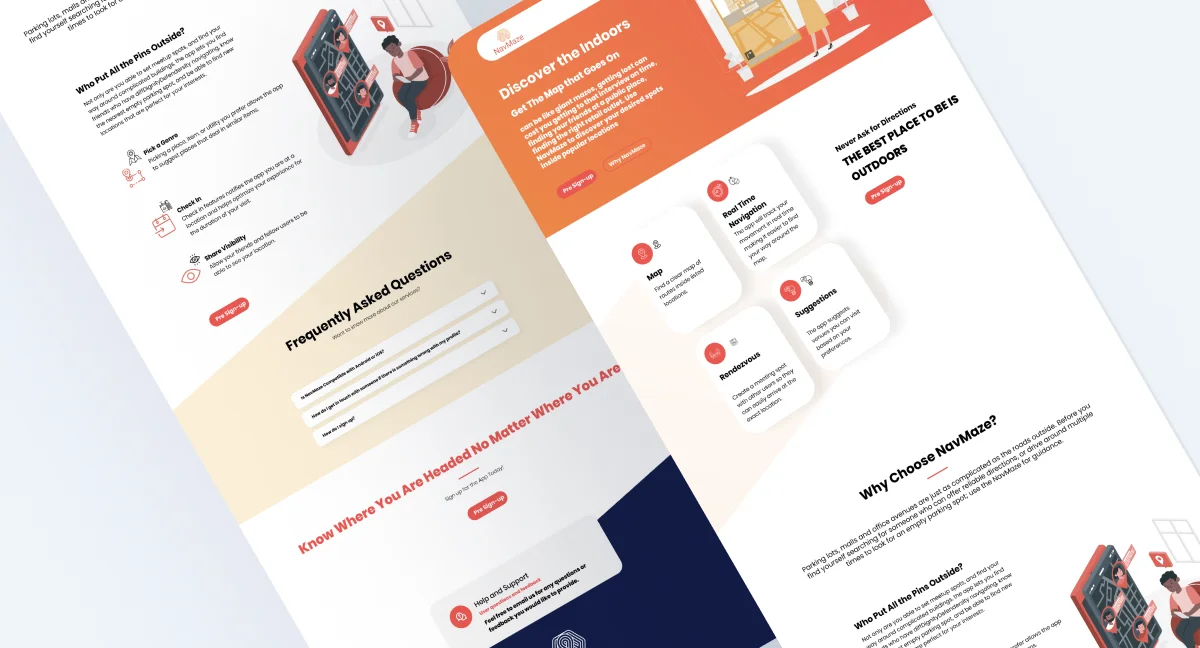 Parking lots, malls a
find yourself searching fo
times to look for an
Who Put All the Pins Outside?
Not only are you able to set meetup spots, and find your
way around complicated buildings, the app lets you find
friends who have
navigating, know
the nearest empty parking spot, and be able to find new
locations that are perfect for your interests.
Pick a Genre
Picking a place, item, or utility you prefer allows the app
to suggest places that deal in similar items.
Check In
Check in features notifies the app you are at a
location and helps optimize your experience for
the duration of your visit.
Share Visibility
Allow your friends and fellow users to be
able to see your location.
Pre Sign-up
Frequently Asked Questions
Want to know more about our services?
Is NavMaze Compatible with Android or iOS?
How do I get in touch with someone if there is something wrong with my profile?
How do I sign up?
Know Where You Are Headed No Matter Where You Are
Sign up for the App Today!
Pre Sign-up
Help and Support
User questions and feedback
Feel free to email us for any questions or
feedback you would like to provide.
NavMaze
Discover the Indoors
Get The Map that Goes On
can be like giant mazes, getting lost can
cost you getting to that interview on time,
finding your friends at a public place,
finding the right retail outlet. Use
NavMaze to discover your desired spots
inside popular locations
Pre Sign-up
Why NavMaze
Never Ask for Directions
THE BEST PLACE TO BE IS
OUTDOORS
Pre Sign-up
Map
Find a clear map of
routes inside listed
locations.
Real Time
Navigation
The app will track your
movement in real time
making it easier to find
your way around the
map.
Rendezvous
Create a meeting spot
with other users so they
can easily arrive at the
exact location.
Suggestions
The app suggests
venues you can visit
based on your
preferences.
Why Choose NavMaze?
Parking lots, malls and office avenues are just as complicated as the roads outside. Before you
find yourself searching for someone who can offer reliable directions, or drive around multiple
times to look for an empty parking spot, use the NavMaze for guidance.
Who Put All the Pins Outside?
Not only are you able to set meetup spots, and find your
way around complicated buildings, the app lets you find
friends who have
navigating, know
empty parking spot, and be able to find new
are perfect for your interests.
prefer allows the app